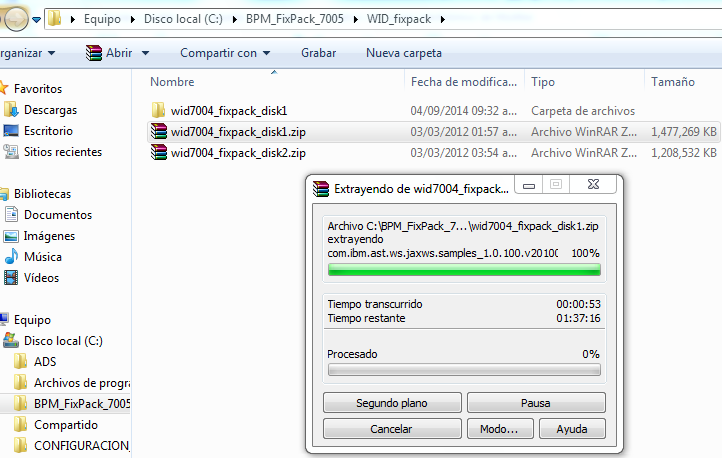 Equipo Disco local (C:) BPM_FixPack_7005 WID_fixpack
rganizar Abrir Compartir con Grabar Nueva carpeta
Nombre Fecha de modifica... Tipo Tamaño
Favoritos
Descargas
Escritorio
Sitios recientes
Bibliotecas
Documentos
Imágenes
Música
Vídeos
Equipo
Disco local (C:)
ADS
Archivos de progra
BPM_FixPack_7005
Compartido
CONFIGURACION_
wid7004_fixpack_disk1 04/09/2014 09:32 a... Carpeta de archivos
wid7004_fixpack_disk1.zip 03/03/2012 01:57 a... Archivo WinRAR Z... 1,477,269 KB
wid7004_fixpack_disk2.zip 03/03/2012 03:54 a... Archivo WinRAR Z... 1,208,532 KB
Extrayendo de wid7004_fixpack...
Archivo C:\BPM_FixPack_7...\wid7004_fixpack_disk1.zip
extrayendo
com.ibm.ast.ws.jaxws.samples_1.0.100.v20100 100%
Tiempo transcurrido 00:00:53
Tiempo restante 01:37:16
Procesado 0%
Segundo plano Pausa
Cancelar Modo... Ayuda